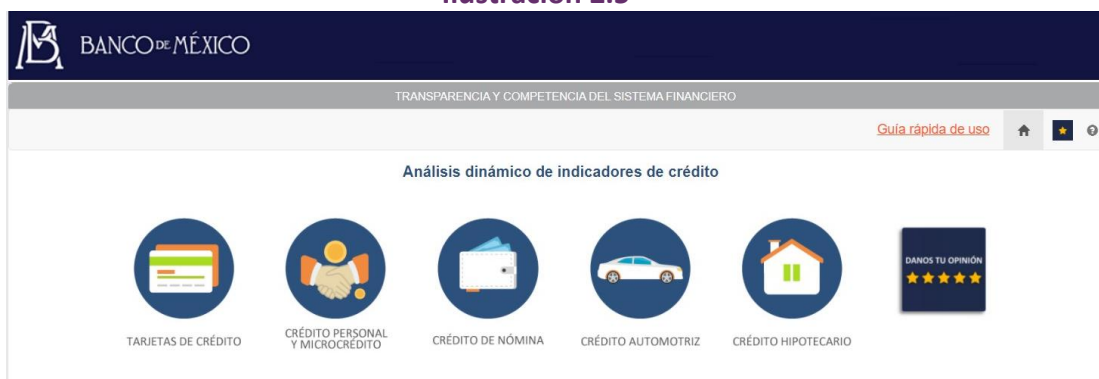 BANCO DE MÉXICO
TRANSPARENCIA Y COMPETENCIA DEL SISTEMA FINANCIERO
Guía rápida de uso
Análisis dinámico de indicadores de crédito
DANOS TU OPINIÓN
TARJETAS DE CRÉDITO
CRÉDITO PERSONAL
Y MICROCRÉDITO
CRÉDITO DE NÓMINA
CRÉDITO AUTOMOTRIZ
CRÉDITO HIPOTECARIO